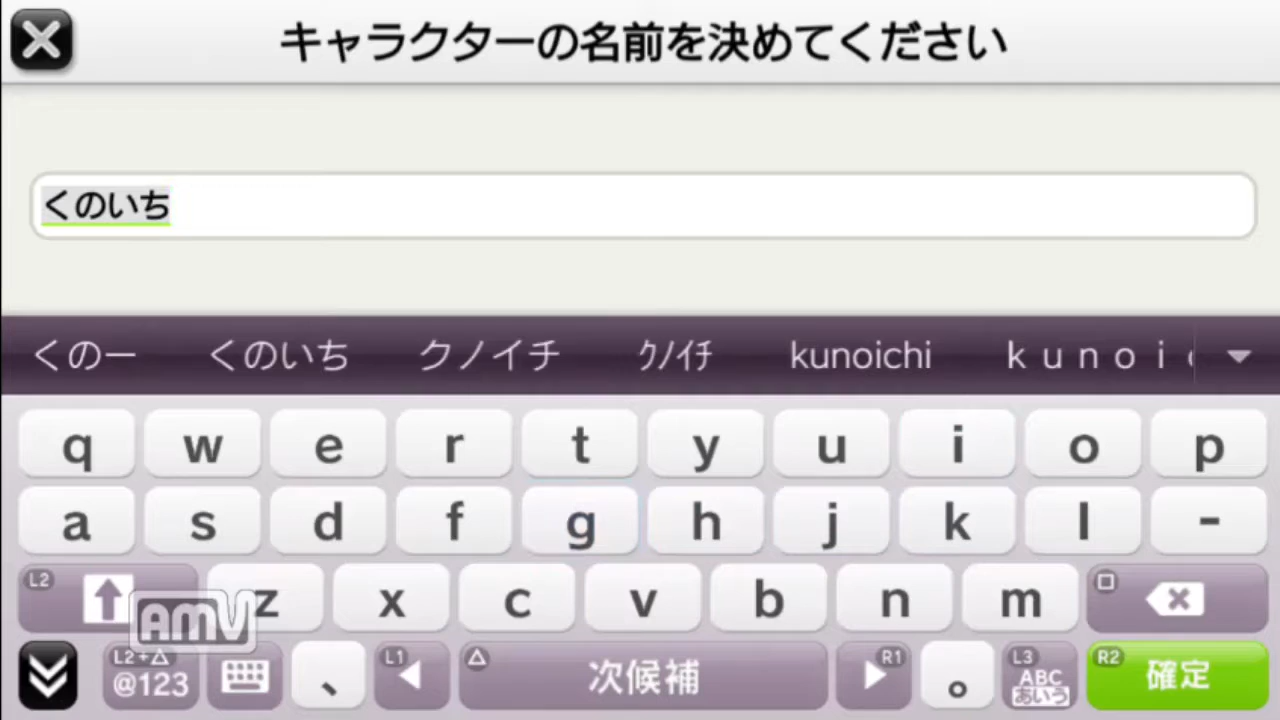 キャラクターの名前を決めてください
くのいち
くのー くのいち クノイチ ｸﾉｲﾁ kunoichi ｋｕｎｏｉ
q w e r t y u i o p
a s d f g h j k l -
L2 z x c v b n m
AMV
L2+△ @123 、 L1 ◀ △ 次候補 ▶ R1 。 L3 ABC あいう R2 確定